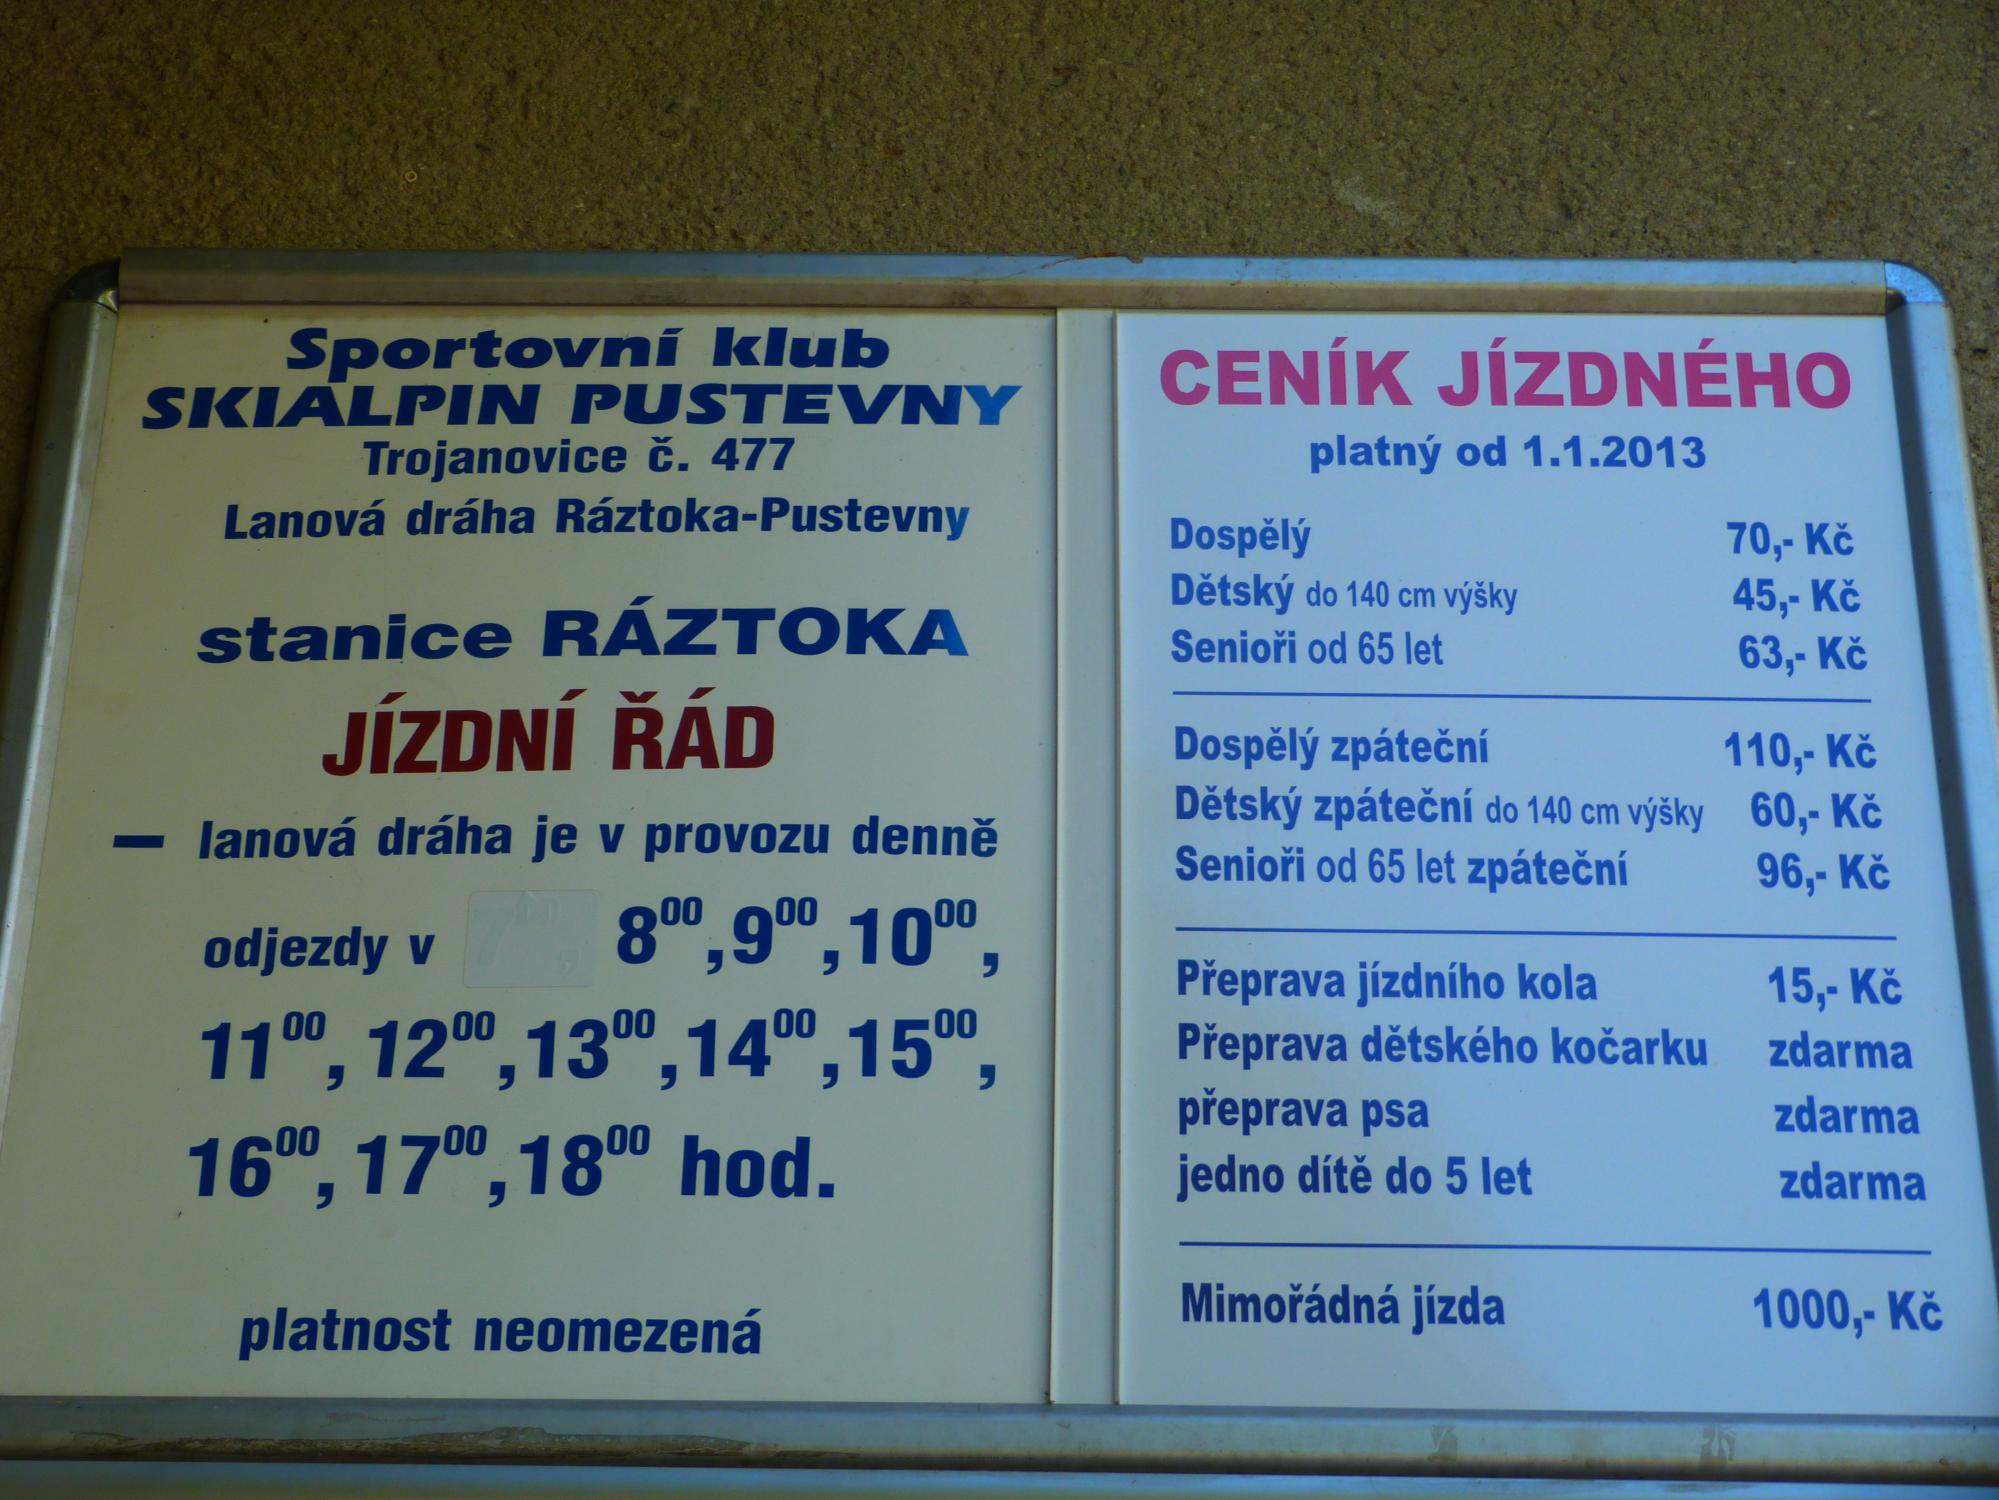 Sportovní klub
SKIALPIN PUSTEVNY
Trojanovice č. 477
Lanová dráha Ráztoka-Pustevny
stanice RÁZTOKA
JÍZDNÍ ŘÁD
– lanová dráha je v provozu denně
odjezdy v 7⁰⁰, 8⁰⁰,9⁰⁰,10⁰⁰,
11⁰⁰, 12⁰⁰,13⁰⁰,14⁰⁰,15⁰⁰,
16⁰⁰, 17⁰⁰,18⁰⁰ hod.
platnost neomezená
CENÍK JÍZDNÉHO
platný od 1.1.2013
Dospělý 70,- Kč
Dětský do 140 cm výšky 45,- Kč
Senioři od 65 let 63,- Kč
Dospělý zpáteční 110,- Kč
Dětský zpáteční do 140 cm výšky 60,- Kč
Senioři od 65 let zpáteční 96,- Kč
Přeprava jízdního kola 15,- Kč
Přeprava dětského kočarku zdarma
přeprava psa zdarma
jedno dítě do 5 let zdarma
Mimořádná jízda 1000,- Kč